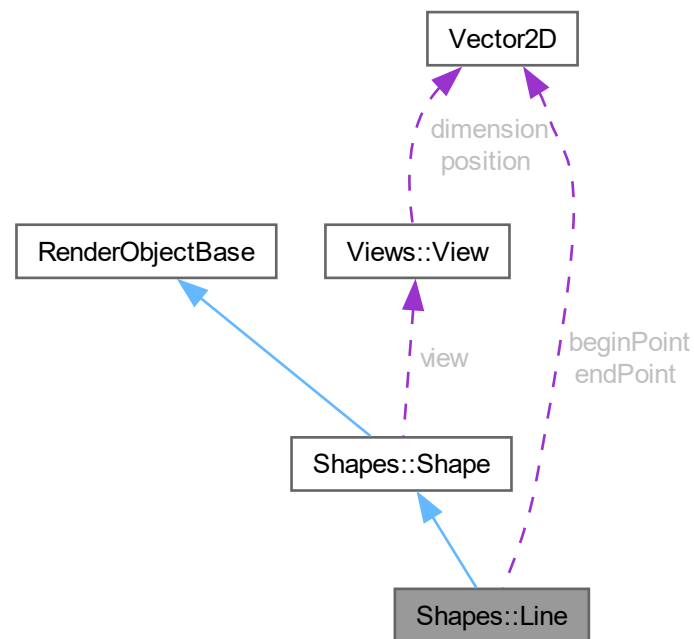 Vector2D
dimension
position
RenderObjectBase
Views::View
beginPoint
endPoint
view
Shapes::Shape
Shapes::Line